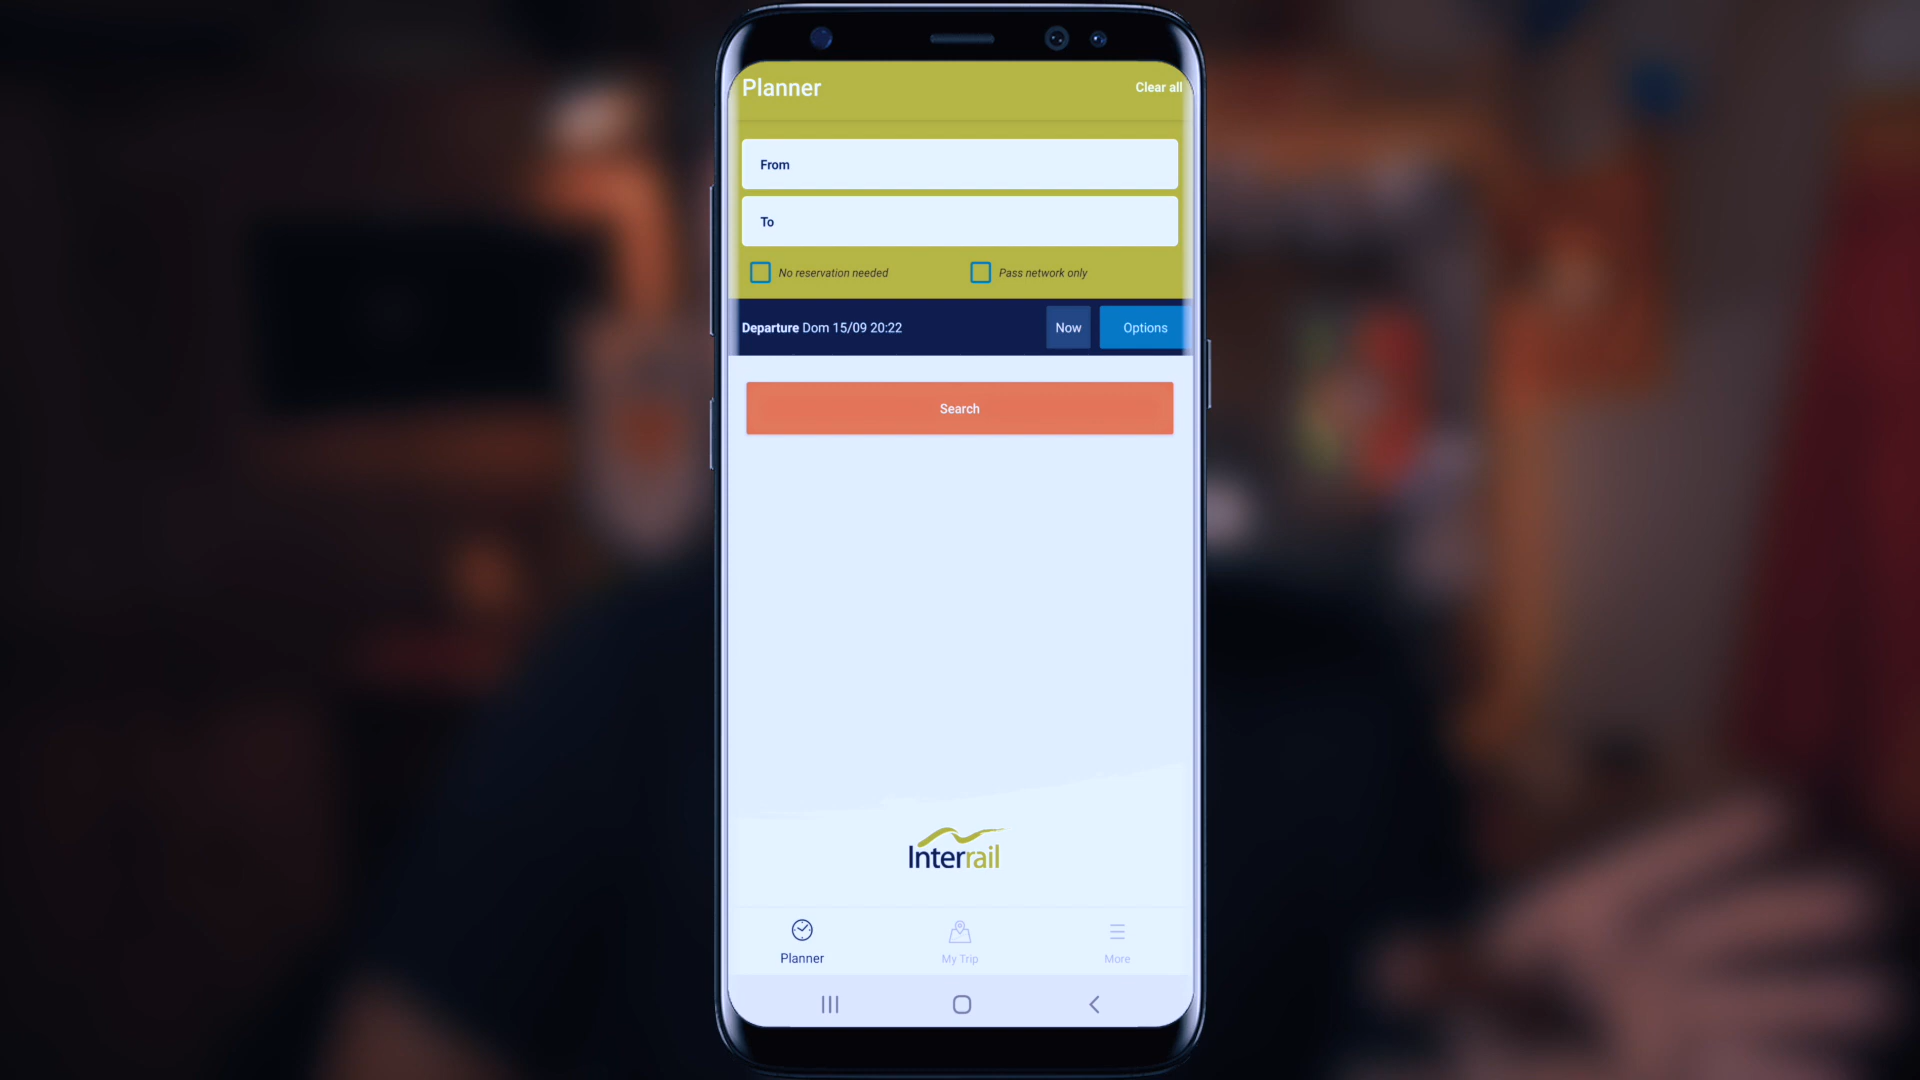 Planner
Clear all
From
To
No reservation needed
Pass network only
Departure Dom 15/09 20:22
Now
Options
Search
Interrail
Planner
My Trip
More